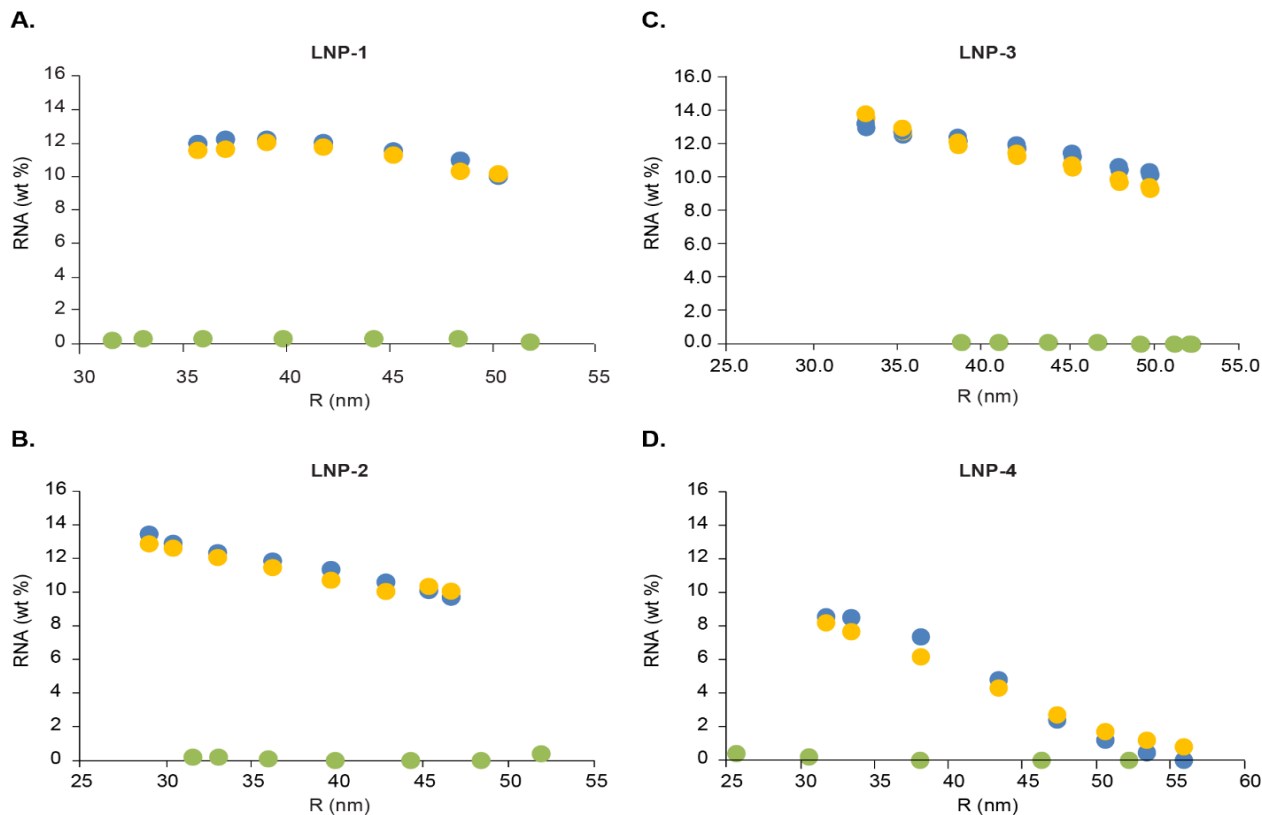 A.
LNP-1
16
14
12
10
8
6
4
2
0
30 35 40 45 50 55
RNA (wt %)
R (nm)
C.
LNP-3
16.0
14.0
12.0
10.0
8.0
6.0
4.0
2.0
0.0
25.0 30.0 35.0 40.0 45.0 50.0 55.0
RNA (wt %)
R (nm)
B.
LNP-2
16
14
12
10
8
6
4
2
0
25 30 35 40 45 50 55
RNA (wt %)
R (nm)
D.
LNP-4
16
14
12
10
8
6
4
2
0
25 30 35 40 45 50 55 60
RNA (wt %)
R (nm)